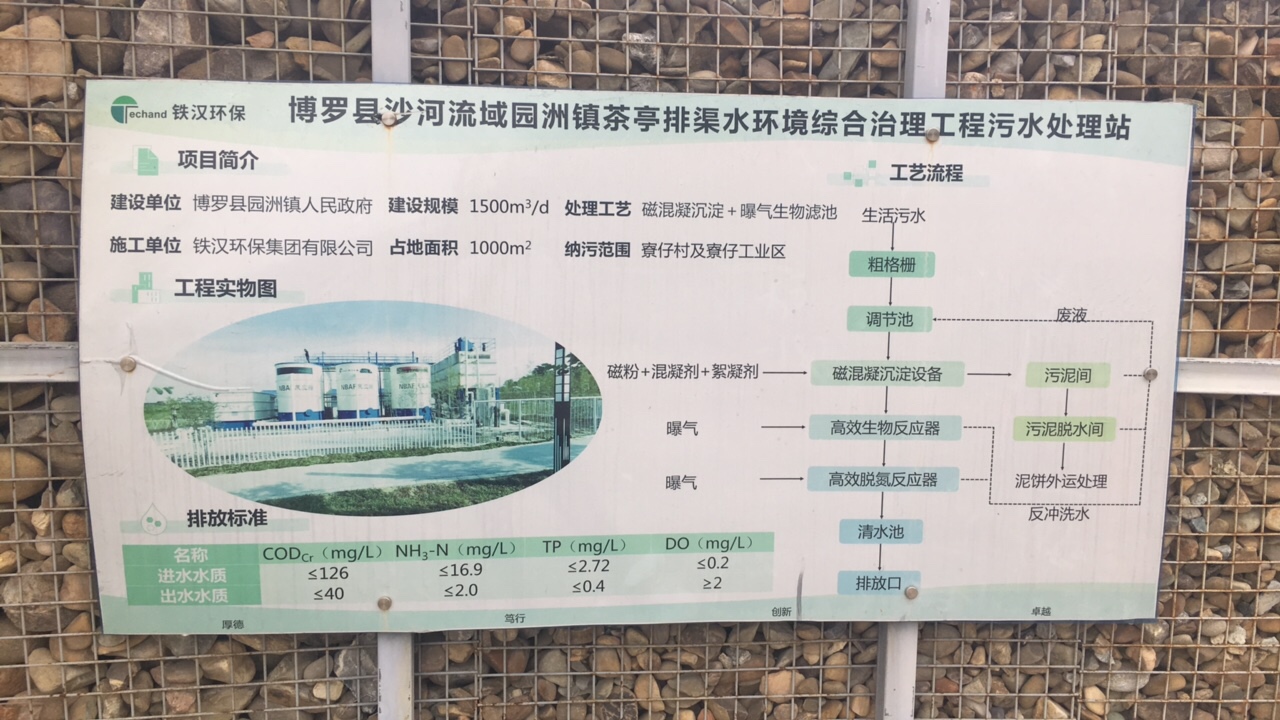 Techand 铁汉环保
博罗县沙河流域园洲镇茶亭排渠水环境综合治理工程污水处理站
项目简介
建设单位 博罗县园洲镇人民政府 建设规模 1500m³/d 处理工艺 磁混凝沉淀+曝气生物滤池
施工单位 铁汉环保集团有限公司 占地面积 1000m² 纳污范围 寮仔村及寮仔工业区
工程实物图
排放标准
名称 CODCr（mg/L） NH3-N（mg/L） TP（mg/L） DO（mg/L）
进水水质 ≤126 ≤16.9 ≤2.72 ≤0.2
出水水质 ≤40 ≤2.0 ≤0.4 ≥2
工艺流程
生活污水
粗格栅
调节池
废液
磁粉+混凝剂+絮凝剂
磁混凝沉淀设备
污泥间
曝气
高效生物反应器
污泥脱水间
曝气
高效脱氮反应器
泥饼外运处理
反冲洗水
清水池
排放口
厚德 笃行 创新 卓越